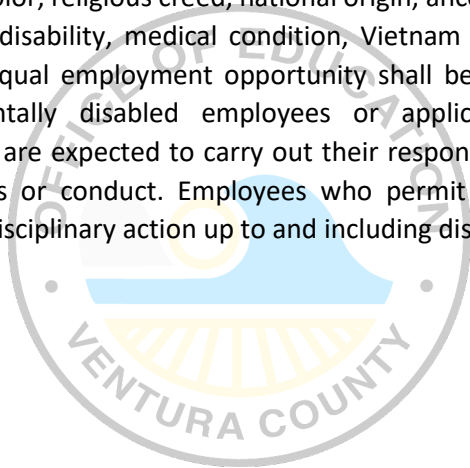 olor, religious creed, national origin, ance
disability, medical condition, Vietnam
qual employment opportunity shall be
ntally disabled employees or applic
are expected to carry out their respon
s or conduct. Employees who permit
isciplinary action up to and including dis
OFFICE OF EDUCATION
VENTURA COUNTY